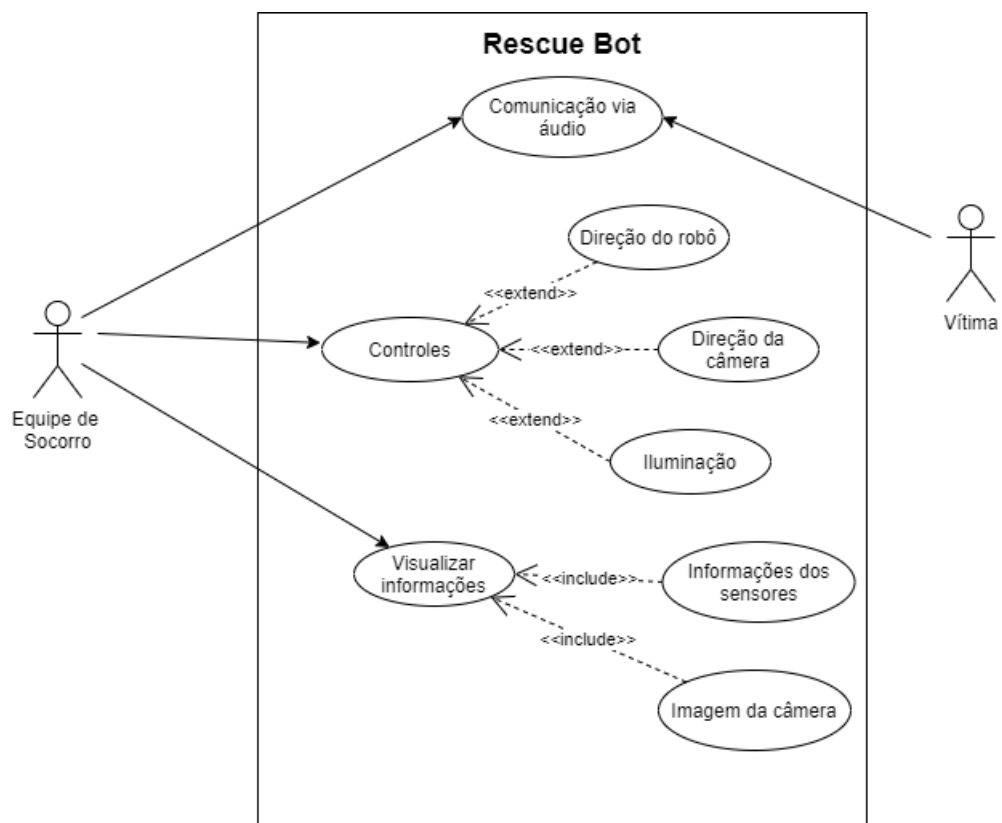 Rescue Bot
Comunicação via
áudio
Direção do robô
<<extend>>
Controles
<<extend>>
Direção da
câmera
<<extend>>
Iluminação
Equipe de
Socorro
Vítima
Visualizar
informações
<<include>>
Informações dos
sensores
<<include>>
Imagem da câmera